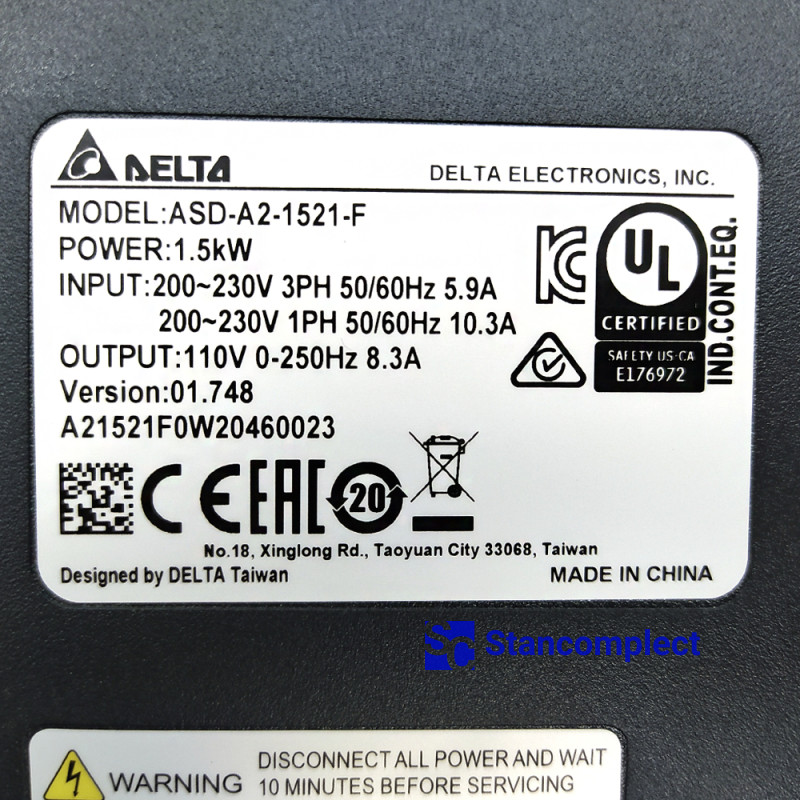 DELTA
DELTA ELECTRONICS, INC.
MODEL:ASD-A2-1521-F
POWER:1.5kW
INPUT:200~230V 3PH 50/60Hz 5.9A
200~230V 1PH 50/60Hz 10.3A
OUTPUT:110V 0-250Hz 8.3A
Version:01.748
A21521F0W20460023
UL
CERTIFIED
SAFETY US-CA
E176972
IND.CONT.EQ.
CE EAC 20
No.18, Xinglong Rd., Taoyuan City 33068, Taiwan
Designed by DELTA Taiwan
MADE IN CHINA
Stancomplect
WARNING
DISCONNECT ALL POWER AND WAIT
10 MINUTES BEFORE SERVICING